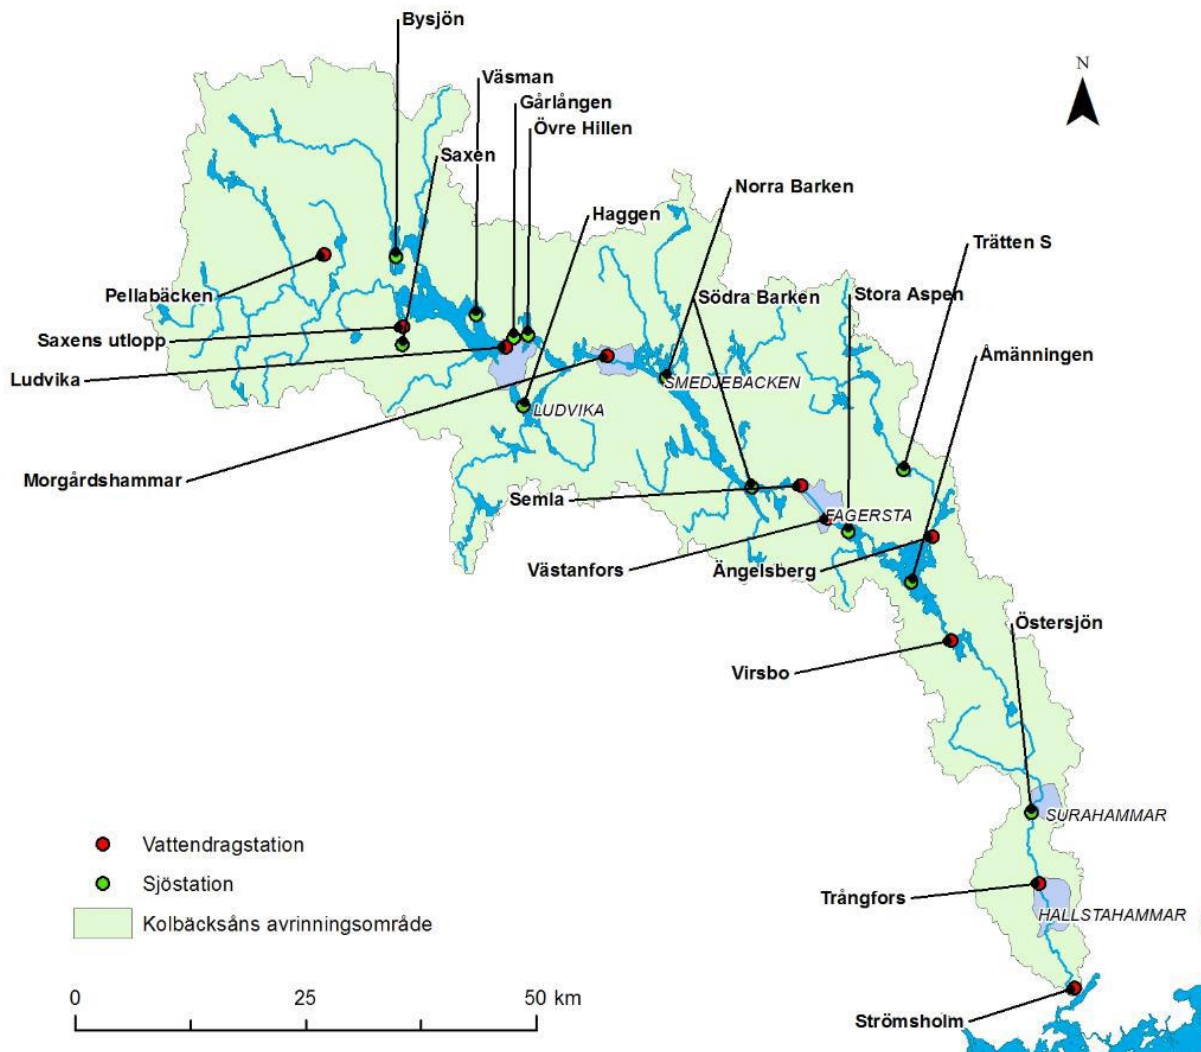 Bysjön
N
Väsman
Gårlången
Övre Hillen
Saxen
Norra Barken
Haggen
Trätten S
Pellabäcken
Södra Barken
Stora Aspen
Saxens utlopp
Åmänningen
Ludvika
SMEDJEBACKEN
LUDVIKA
Morgårdshammar
Semla
FAGERSTA
Västanfors
Ängelsberg
Östersjön
Virsbo
SURAHAMMAR
Vattendragstation
Sjöstation
Trångfors
HALLSTAHAMMAR
Kolbäcksåns avrinningsområde
0 25 50 km
Strömsholm